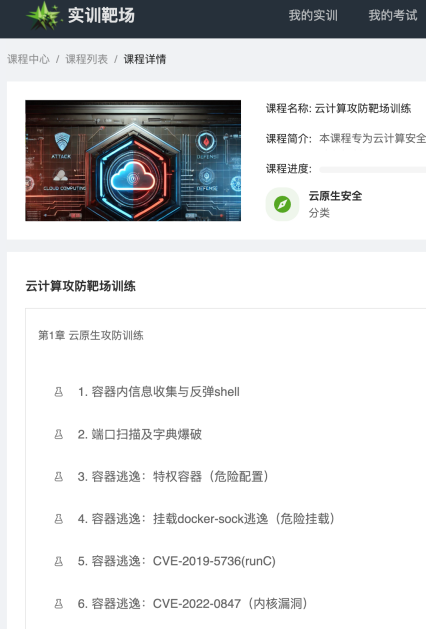 实训靶场
我的实训
我的考试
课程中心 / 课程列表 / 课程详情
ATTACK
DEFENSE
CLOUD COMPUTING
DEFENSE
课程名称: 云计算攻防靶场训练
课程简介: 本课程专为云计算安全
课程进度:
云原生安全
分类
云计算攻防靶场训练
第1章 云原生攻防训练
1. 容器内信息收集与反弹shell
2. 端口扫描及字典爆破
3. 容器逃逸：特权容器（危险配置）
4. 容器逃逸：挂载docker-sock逃逸（危险挂载）
5. 容器逃逸：CVE-2019-5736(runC)
6. 容器逃逸：CVE-2022-0847（内核漏洞）